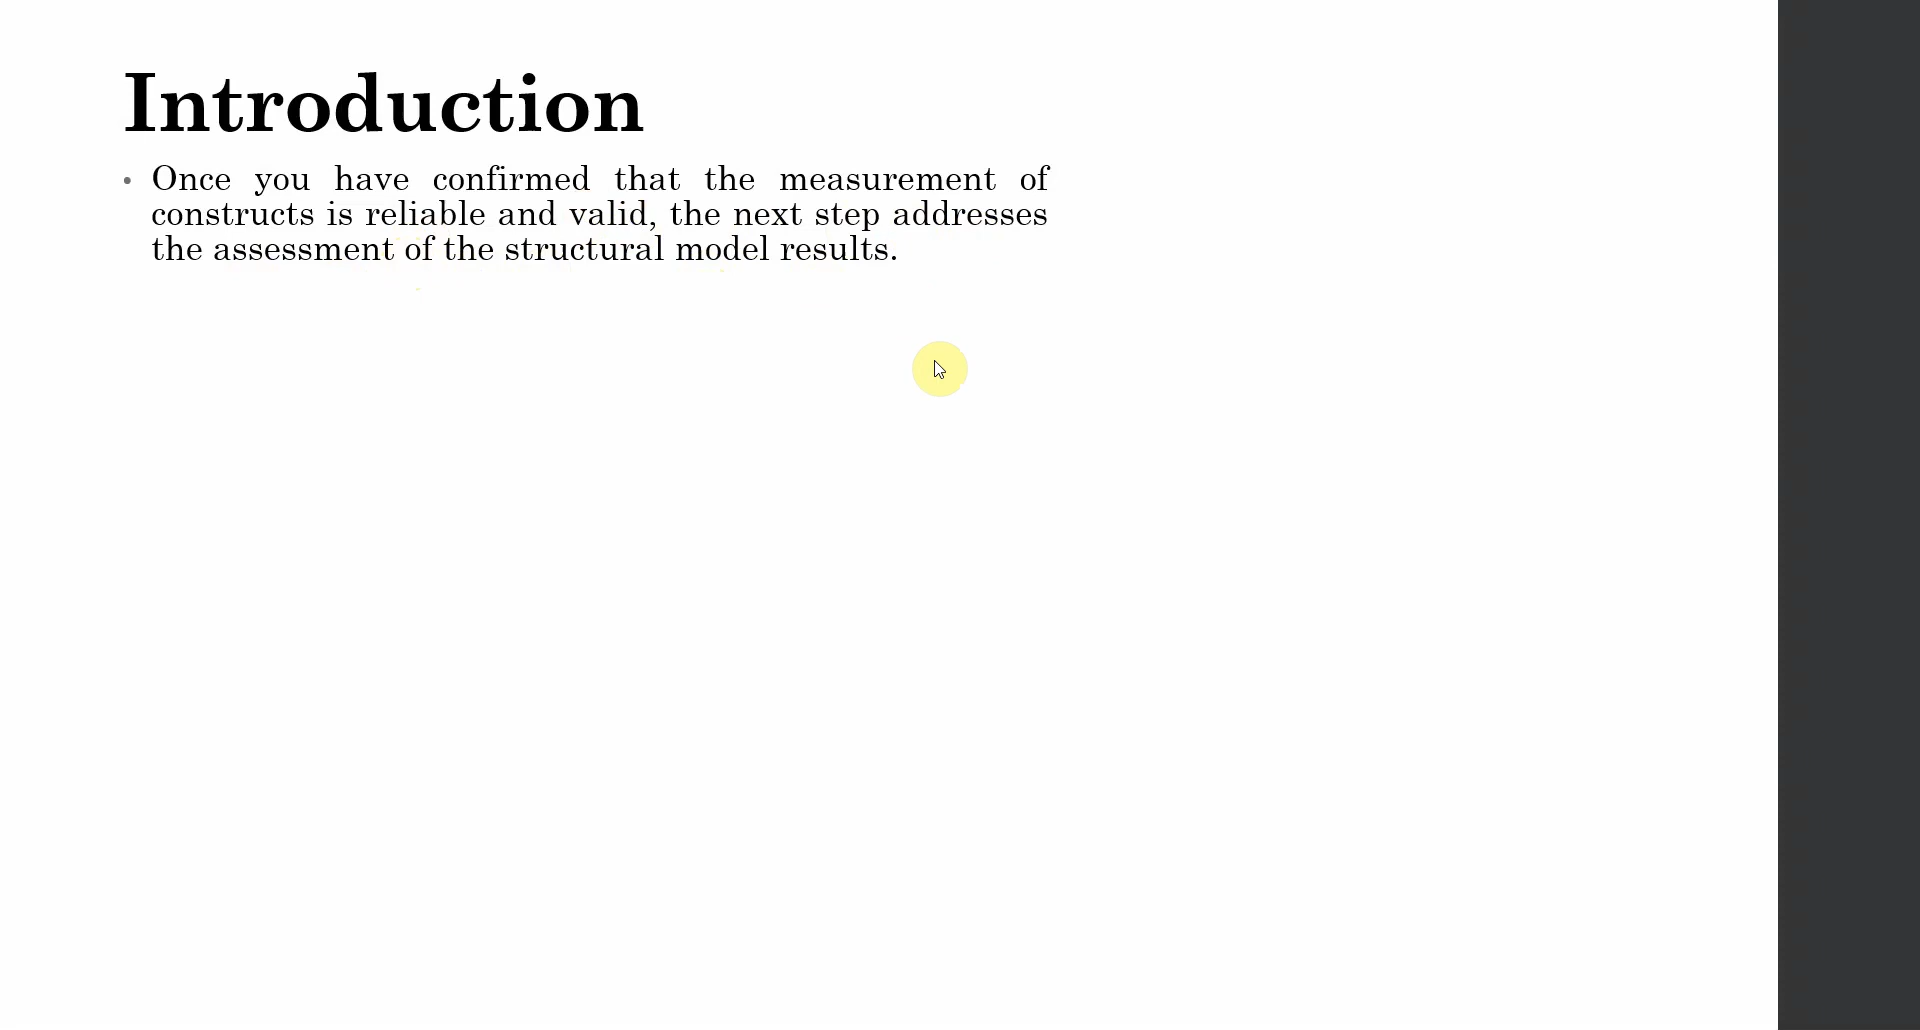 Introduction
• Once you have confirmed that the measurement of
constructs is reliable and valid, the next step addresses
the assessment of the structural model results.